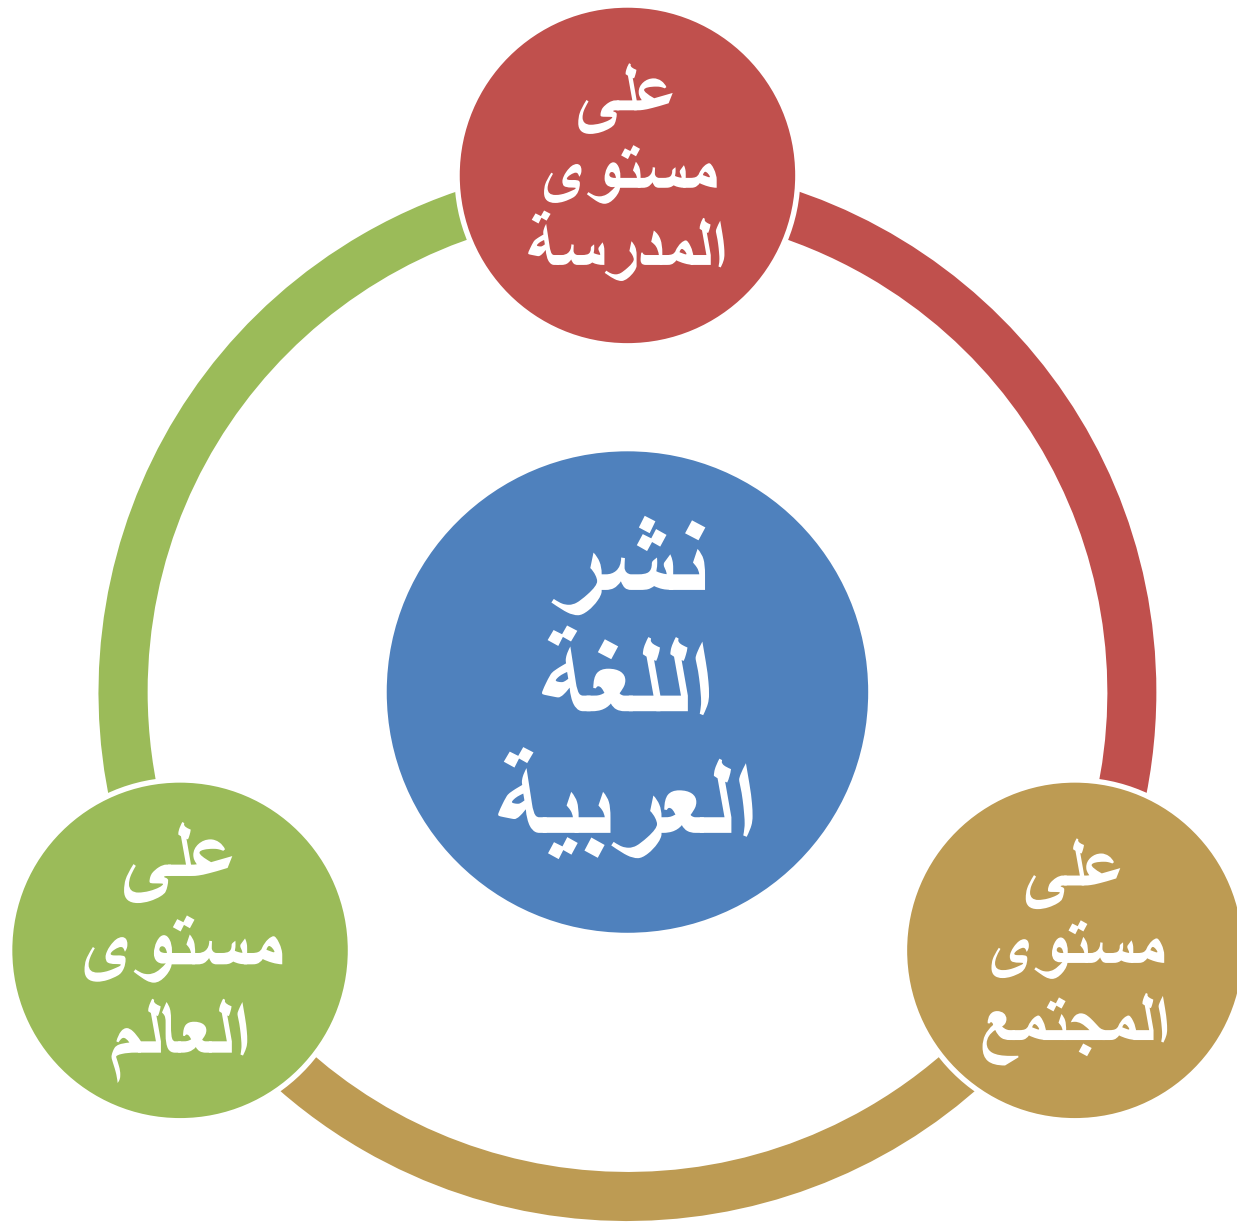 على
مستوى
المدرسة
نشر
اللغة
العربية
على
مستوى
المجتمع
على
مستوى
العالم